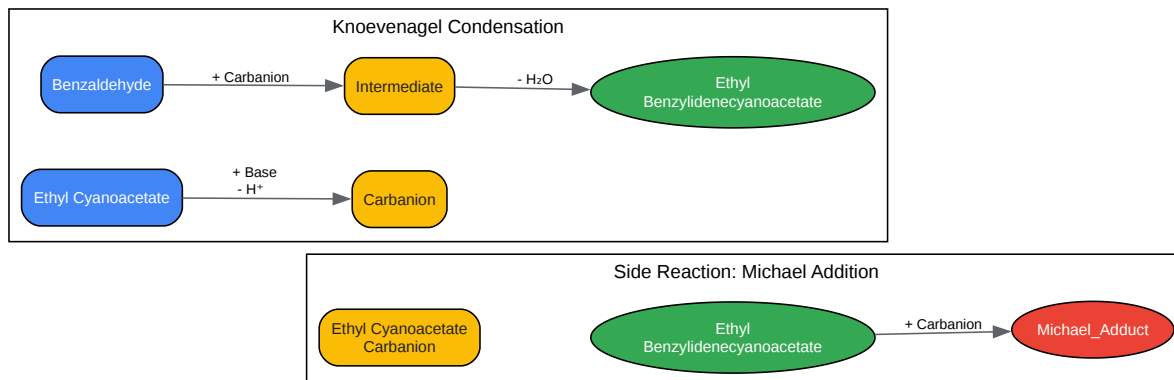 Knoevenagel Condensation
Benzaldehyde
+ Carbanion
Intermediate
- H₂O
Ethyl
Benzylidenecyanoacetate
Ethyl Cyanoacetate
+ Base
- H⁺
Carbanion
Side Reaction: Michael Addition
Ethyl Cyanoacetate
Carbanion
Ethyl
Benzylidenecyanoacetate
+ Carbanion
Michael_Adduct